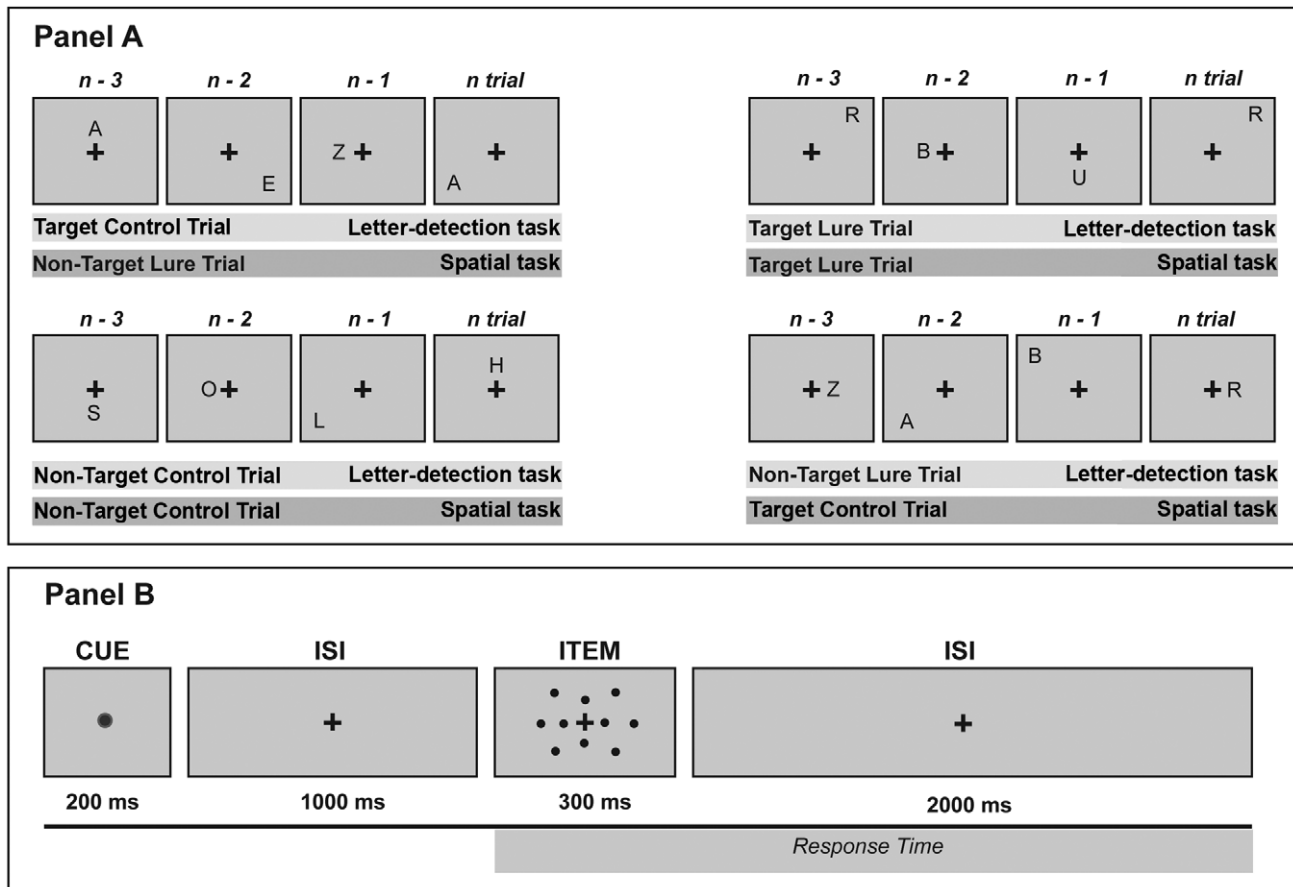 Panel A
n - 3 n - 2 n - 1 n trial
A
Z
E
A
Target Control Trial Letter-detection task
Non-Target Lure Trial Spatial task
n - 3 n - 2 n - 1 n trial
R R
B
U
Target Lure Trial Letter-detection task
Target Lure Trial Spatial task
n - 3 n - 2 n - 1 n trial
H
O
S
L
Non-Target Control Trial Letter-detection task
Non-Target Control Trial Spatial task
n - 3 n - 2 n - 1 n trial
B
Z R
A
Non-Target Lure Trial Letter-detection task
Target Control Trial Spatial task
Panel B
CUE ISI ITEM ISI
200 ms 1000 ms 300 ms 2000 ms
Response Time